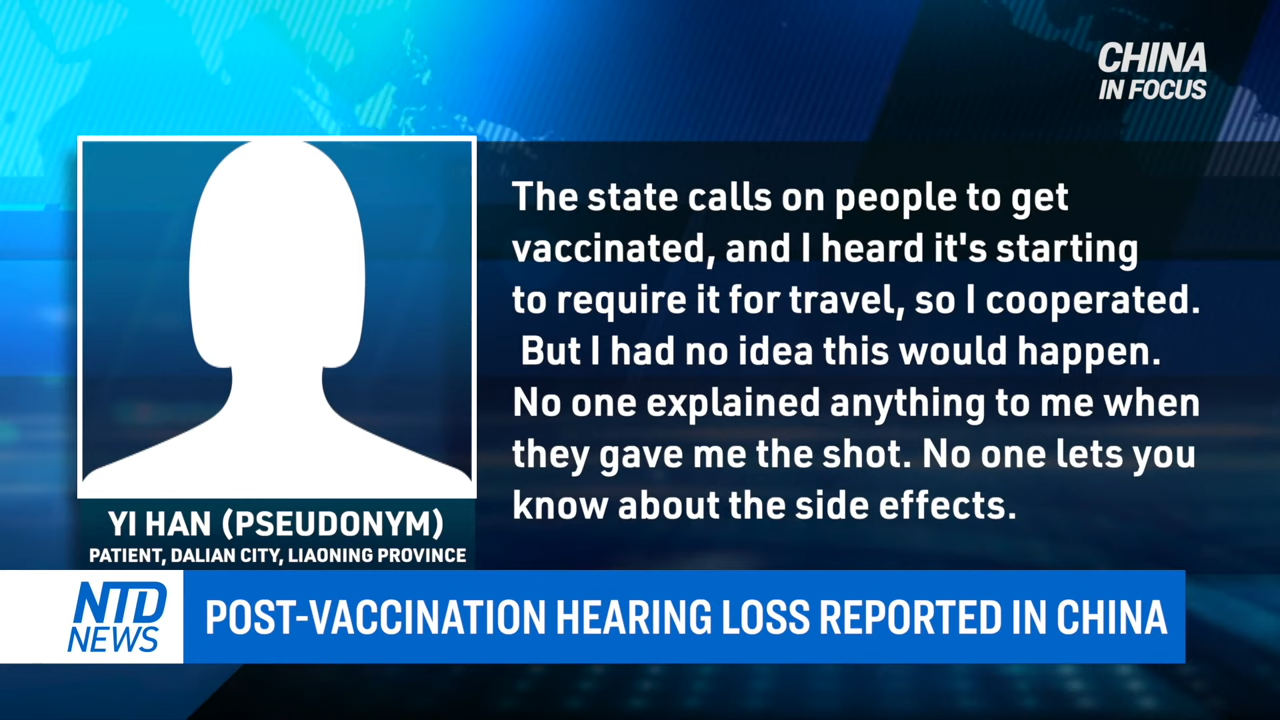 CHINA
IN FOCUS
The state calls on people to get
vaccinated, and I heard it's starting
to require it for travel, so I cooperated.
But I had no idea this would happen.
No one explained anything to me when
they gave me the shot. No one lets you
know about the side effects.
YI HAN (PSEUDONYM)
PATIENT, DALIAN CITY, LIAONING PROVINCE
NTD
NEWS
POST-VACCINATION HEARING LOSS REPORTED IN CHINA